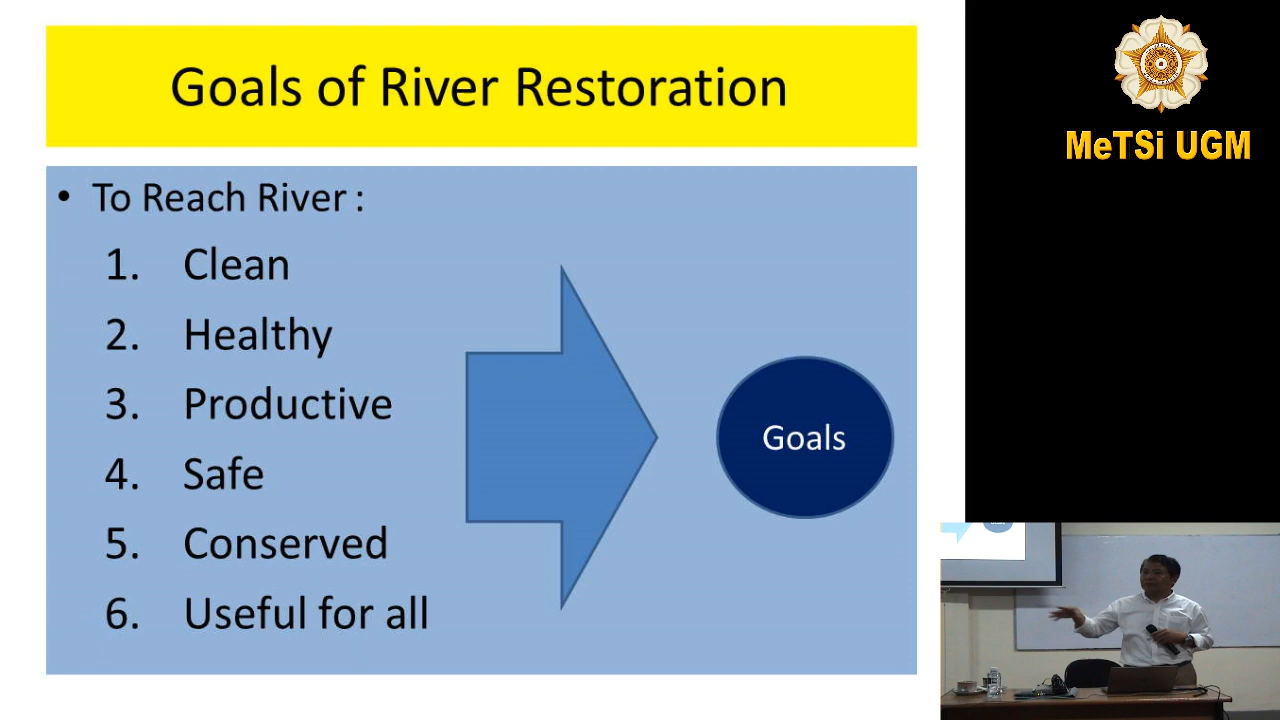 Goals of River Restoration
• To Reach River :
1. Clean
2. Healthy
3. Productive
4. Safe
5. Conserved
6. Useful for all
Goals
MeTSi UGM